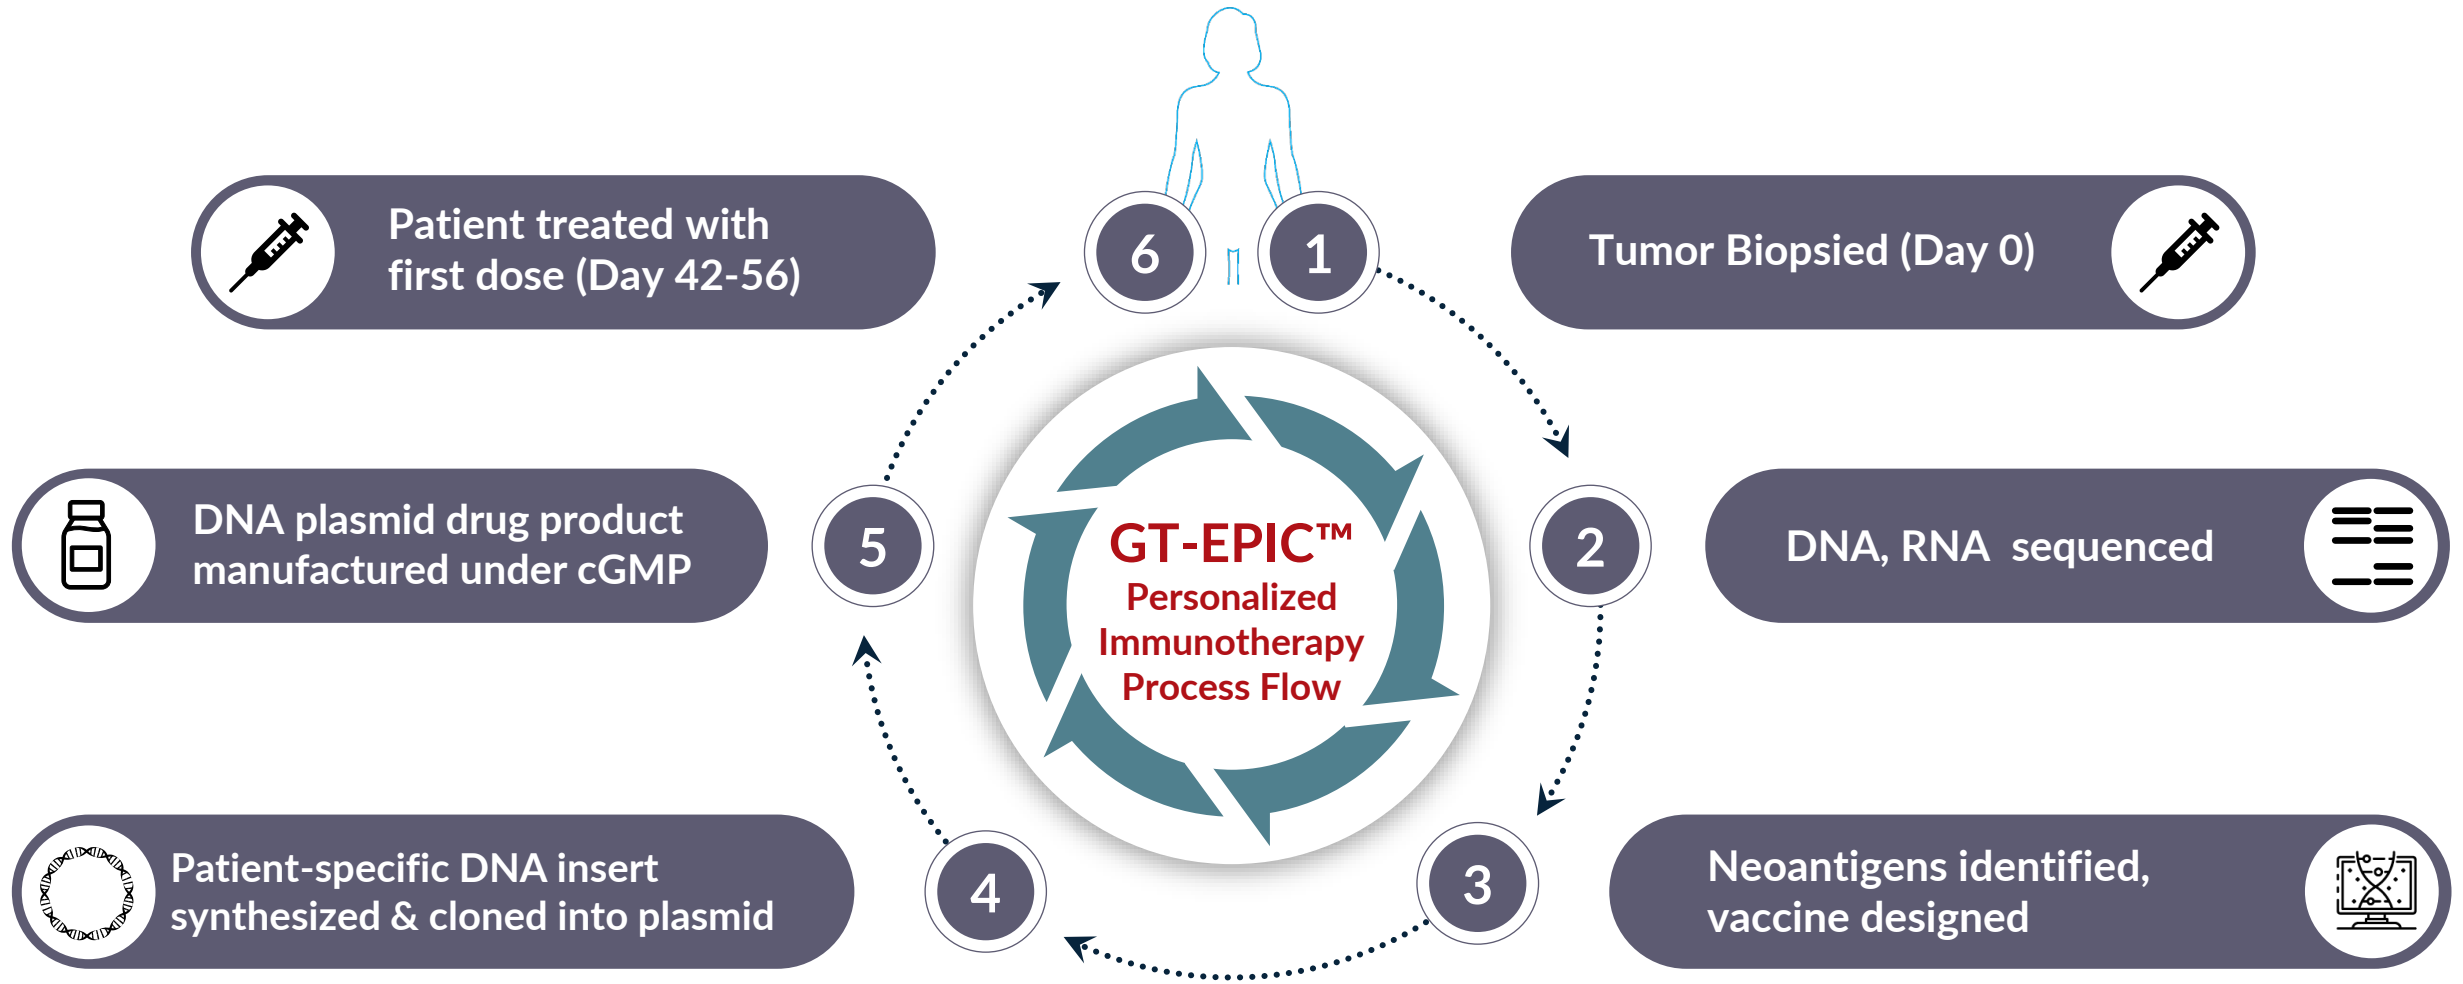 6
1
Patient treated with
first dose (Day 42-56)
Tumor Biopsied (Day 0)
GT-EPIC™
Personalized
Immunotherapy
Process Flow
5
DNA plasmid drug product
manufactured under cGMP
2
DNA, RNA  sequenced
4
Patient-specific DNA insert
synthesized & cloned into plasmid
3
Neoantigens identified,
vaccine designed